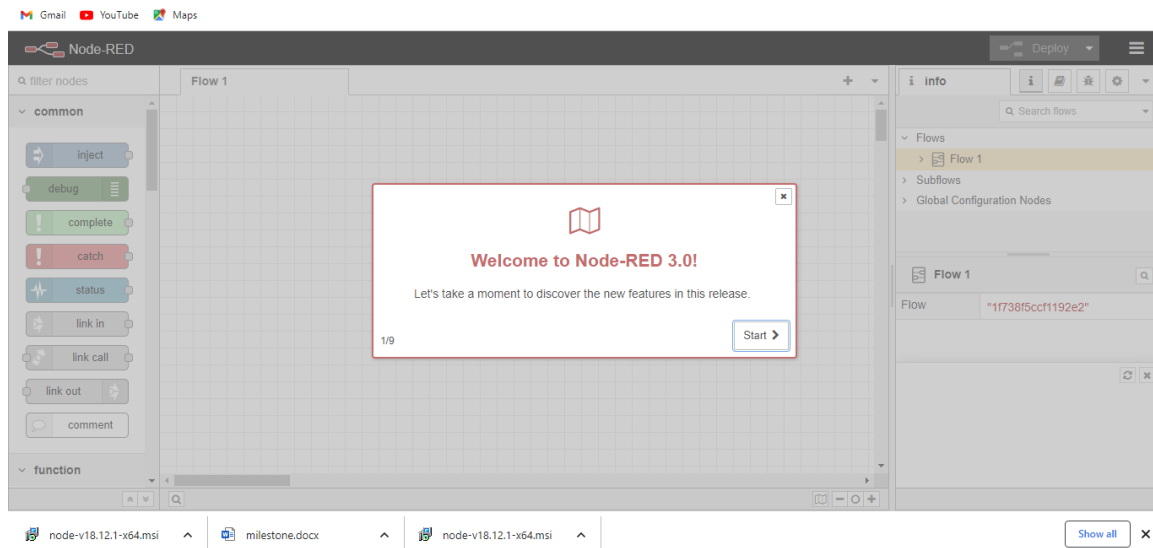 Gmail YouTube Maps
Node-RED Deploy
filter nodes Flow 1 info
common Search flows
Flows
inject Flow 1
debug Subflows
Global Configuration Nodes
complete
catch Welcome to Node-RED 3.0!
Flow 1
status Let's take a moment to discover the new features in this release.
Flow "1f738f5ccf1192e2"
link in
1/9 Start
link call
link out
comment
function
node-v18.12.1-x64.msi milestone.docx node-v18.12.1-x64.msi Show all